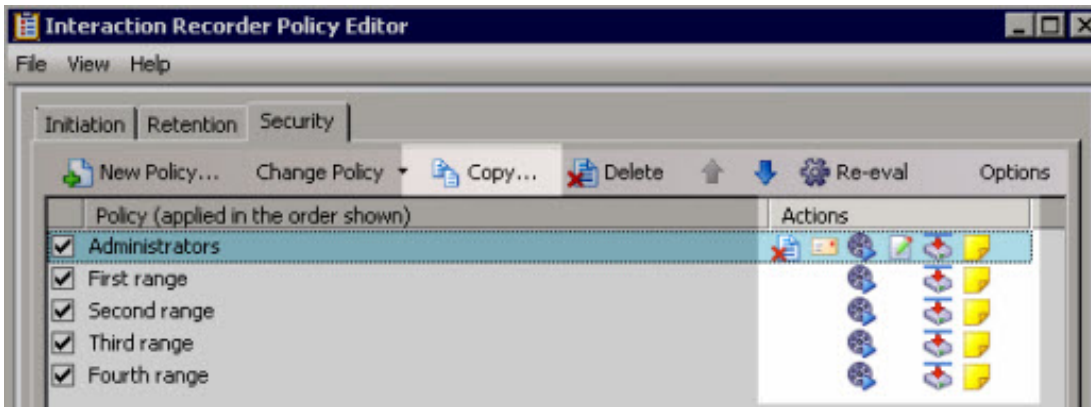 Interaction Recorder Policy Editor
File View Help
Initiation Retention Security
New Policy... Change Policy Copy... Delete Re-eval Options
Policy (applied in the order shown) Actions
Administrators
First range
Second range
Third range
Fourth range